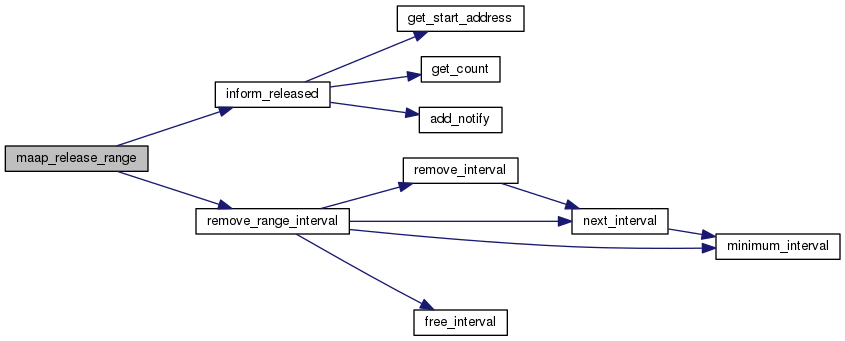 get_start_address
get_count
inform_released
add_notify
maap_release_range
remove_interval
remove_range_interval
next_interval
minimum_interval
free_interval